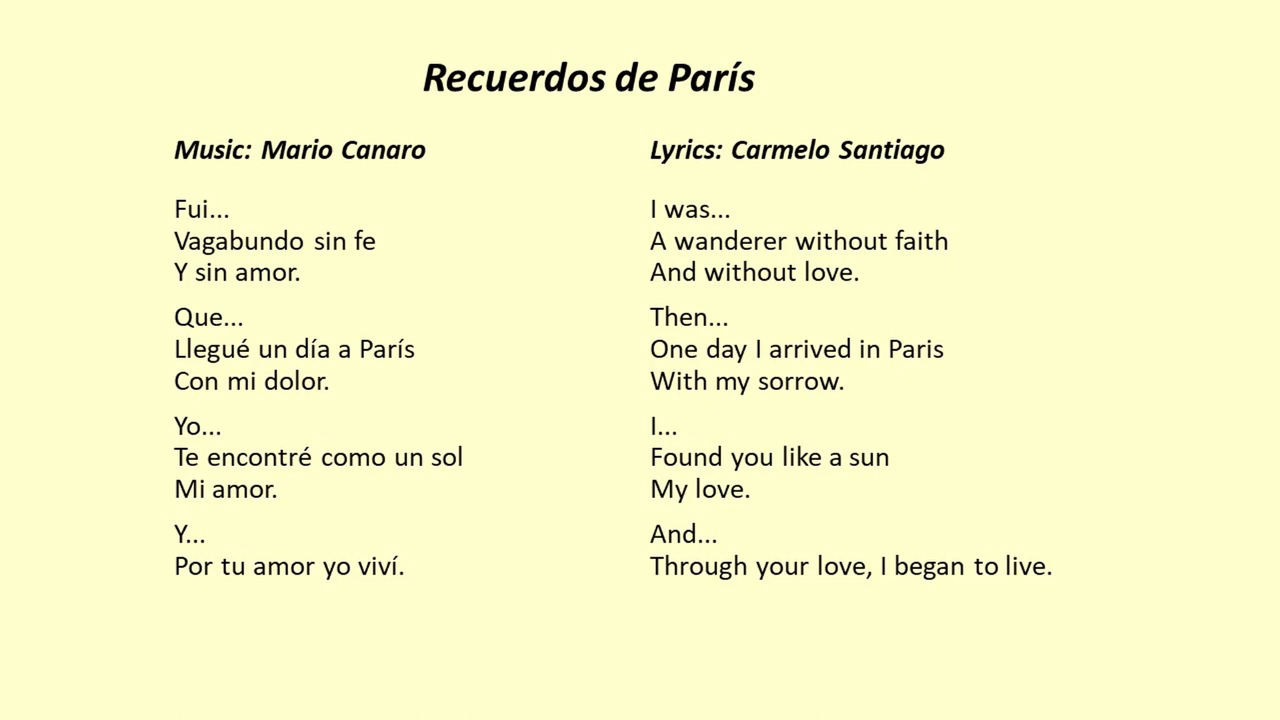 Recuerdos de París
Music: Mario Canaro
Fui...
Vagabundo sin fe
Y sin amor.
Que...
Llegué un día a París
Con mi dolor.
Yo...
Te encontré como un sol
Mi amor.
Y...
Por tu amor yo viví.
Lyrics: Carmelo Santiago
I was...
A wanderer without faith
And without love.
Then...
One day I arrived in Paris
With my sorrow.
I...
Found you like a sun
My love.
And...
Through your love, I began to live.